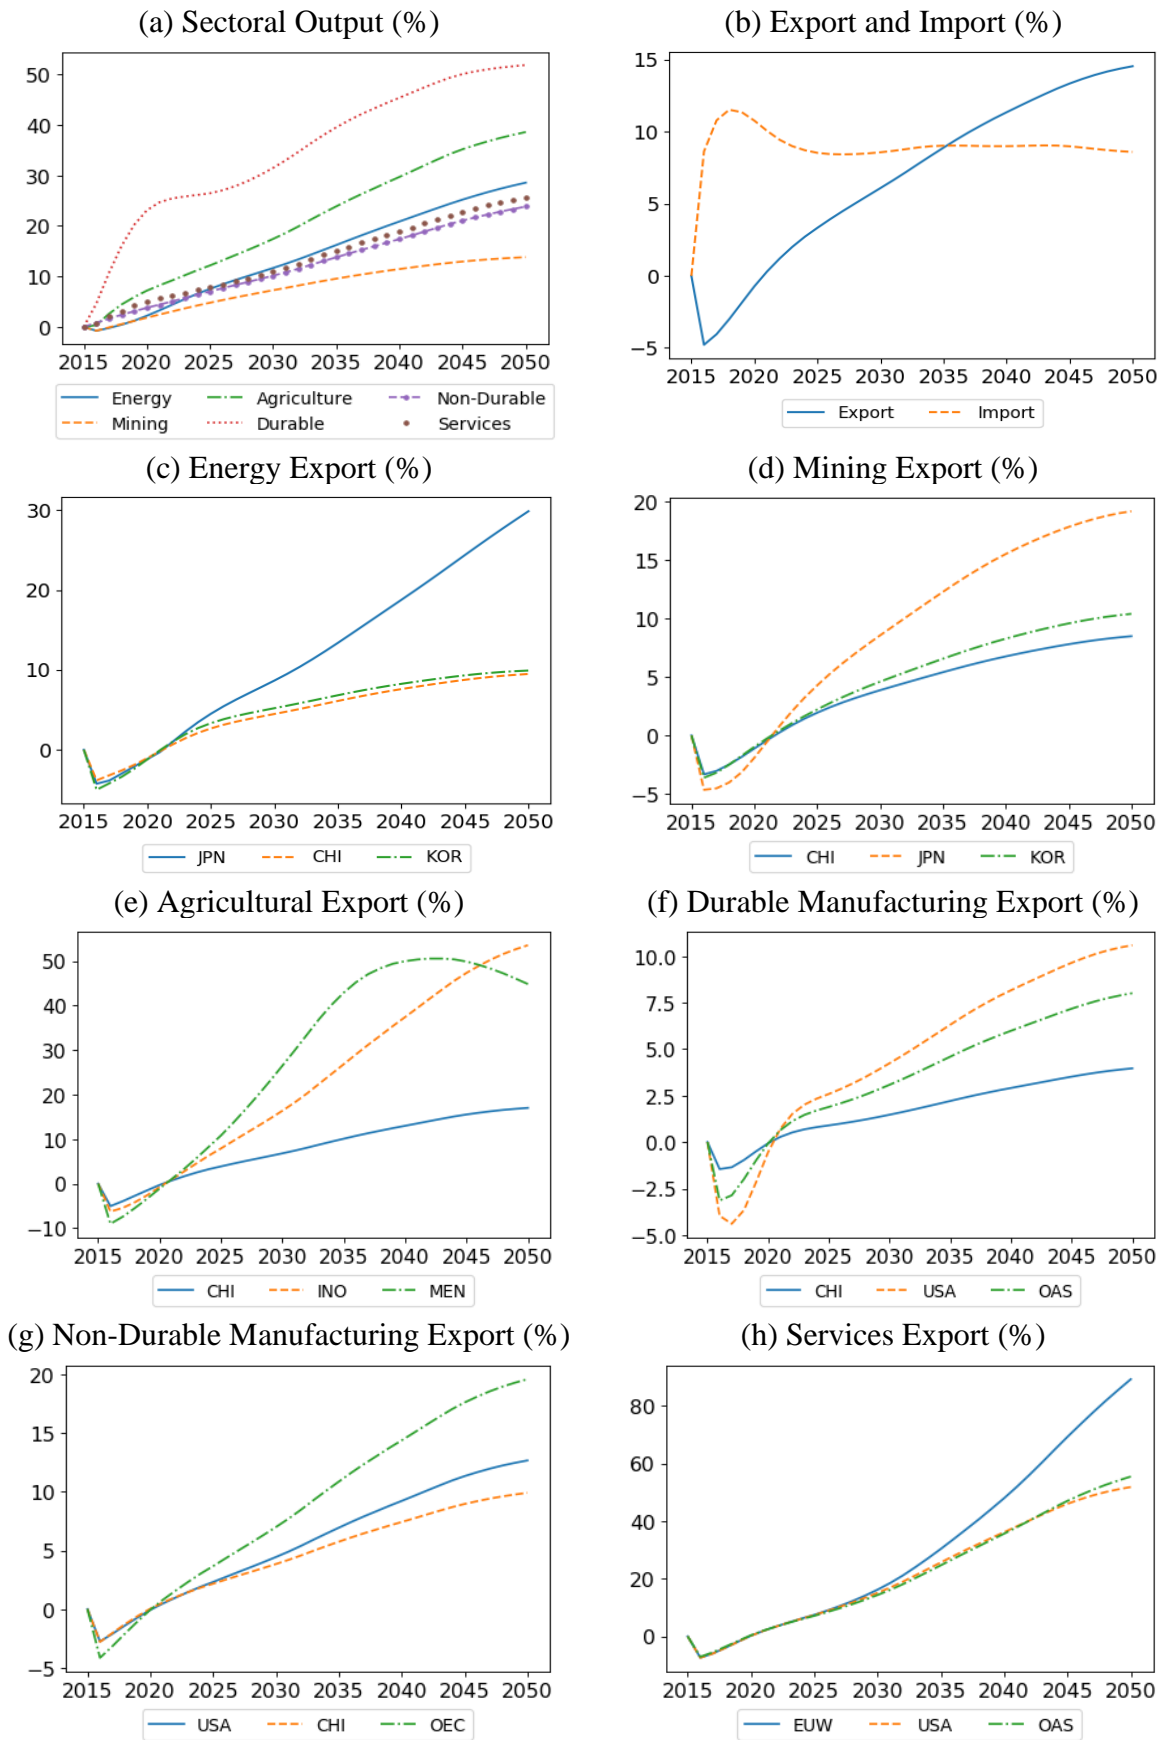 (a) Sectoral Output (%)
50
40
30
20
10
0
2015 2020 2025 2030 2035 2040 2045 2050
Energy Agriculture Non-Durable
Mining Durable Services
(b) Export and Import (%)
15
10
5
0
−5
2015 2020 2025 2030 2035 2040 2045 2050
Export Import
(c) Energy Export (%)
30
20
10
0
2015 2020 2025 2030 2035 2040 2045 2050
JPN CHI KOR
(d) Mining Export (%)
20
15
10
5
0
−5
2015 2020 2025 2030 2035 2040 2045 2050
CHI JPN KOR
(e) Agricultural Export (%)
50
40
30
20
10
0
−10
2015 2020 2025 2030 2035 2040 2045 2050
CHI INO MEN
(f) Durable Manufacturing Export (%)
10.0
7.5
5.0
2.5
0.0
−2.5
−5.0
2015 2020 2025 2030 2035 2040 2045 2050
CHI USA OAS
(g) Non-Durable Manufacturing Export (%)
20
15
10
5
0
−5
2015 2020 2025 2030 2035 2040 2045 2050
USA CHI OEC
(h) Services Export (%)
80
60
40
20
0
2015 2020 2025 2030 2035 2040 2045 2050
EUW USA OAS